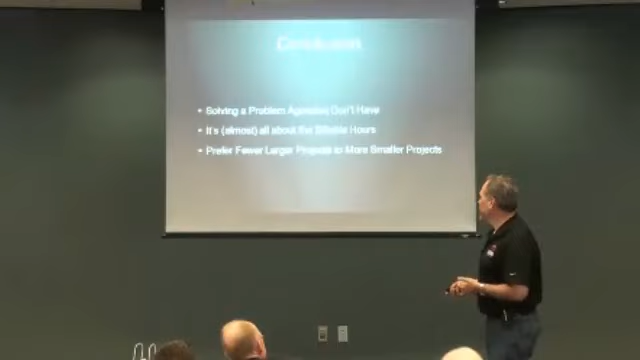 Conclusion
• Solving a Problem Agencies Don't Have
• It's (almost) all about the Billable Hours
• Prefer Fewer Larger Projects to More Smaller Projects